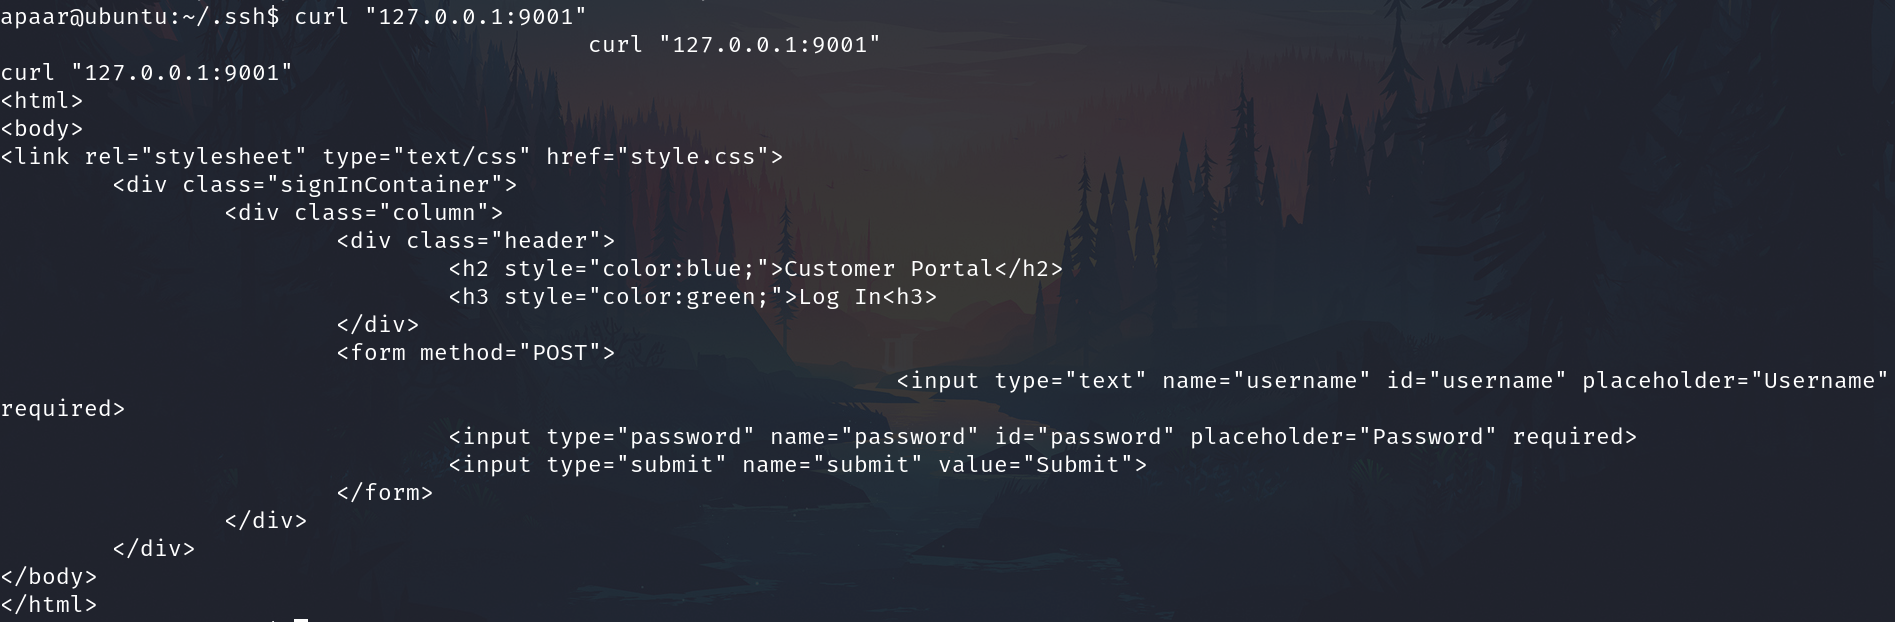 apaar@ubuntu:~/.ssh$ curl "127.0.0.1:9001"
curl "127.0.0.1:9001"
curl "127.0.0.1:9001"
<html>
<body>
<link rel="stylesheet" type="text/css" href="style.css">
<div class="signInContainer">
<div class="column">
<div class="header">
<h2 style="color:blue;">Customer Portal</h2>
<h3 style="color:green;">Log In<h3>
</div>
<form method="POST">
<input type="text" name="username" id="username" placeholder="Username"
required>
<input type="password" name="password" id="password" placeholder="Password" required>
<input type="submit" name="submit" value="Submit">
</form>
</div>
</div>
</body>
</html>